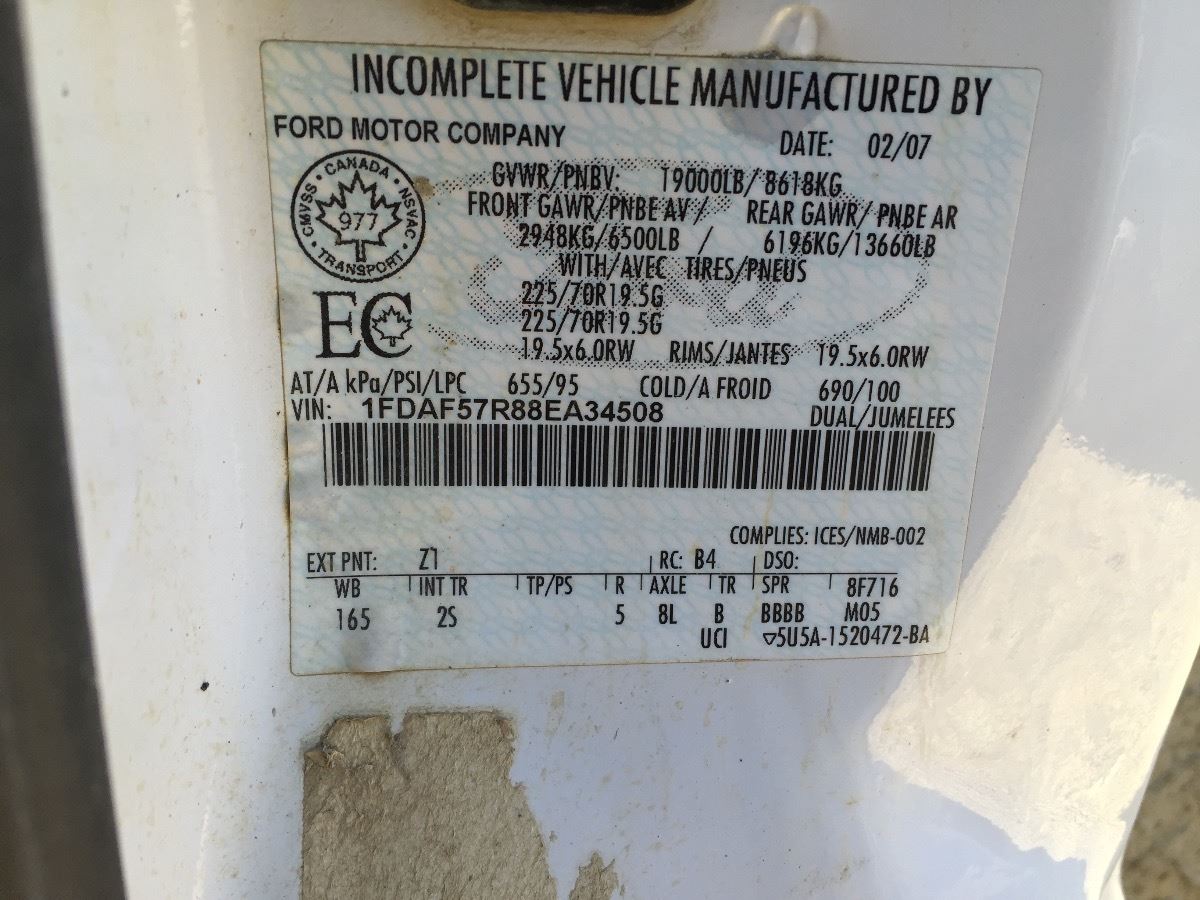 INCOMPLETE VEHICLE MANUFACTURED BY
FORD MOTOR COMPANY DATE: 02/07
CANADA
CMVSS • NSVAC
977
TRANSPORT
GVWR/PNBV: 19000LB/8618KG
FRONT GAWR/PNBE AV / REAR GAWR/PNBE AR
2948KG/6500LB / 6196KG/13660LB
WITH/AVEC TIRES/PNEUS
225/70R19.5G
225/70R19.5G
EC
19.5x6.0RW RIMS/JANTES 19.5x6.0RW
AT/A kPa/PSI/LPC 655/95 COLD/A FROID 690/100
VIN: 1FDAF57R88EA34508 DUAL/JUMELEES
COMPLIES: ICES/NMB-002
EXT PNT: Z1 RC: B4 DSO:
WB INT TR TP/PS R AXLE TR SPR 8F716
165 2S 5 8L B BBBB M05
UCI ▽5U5A-1520472-BA